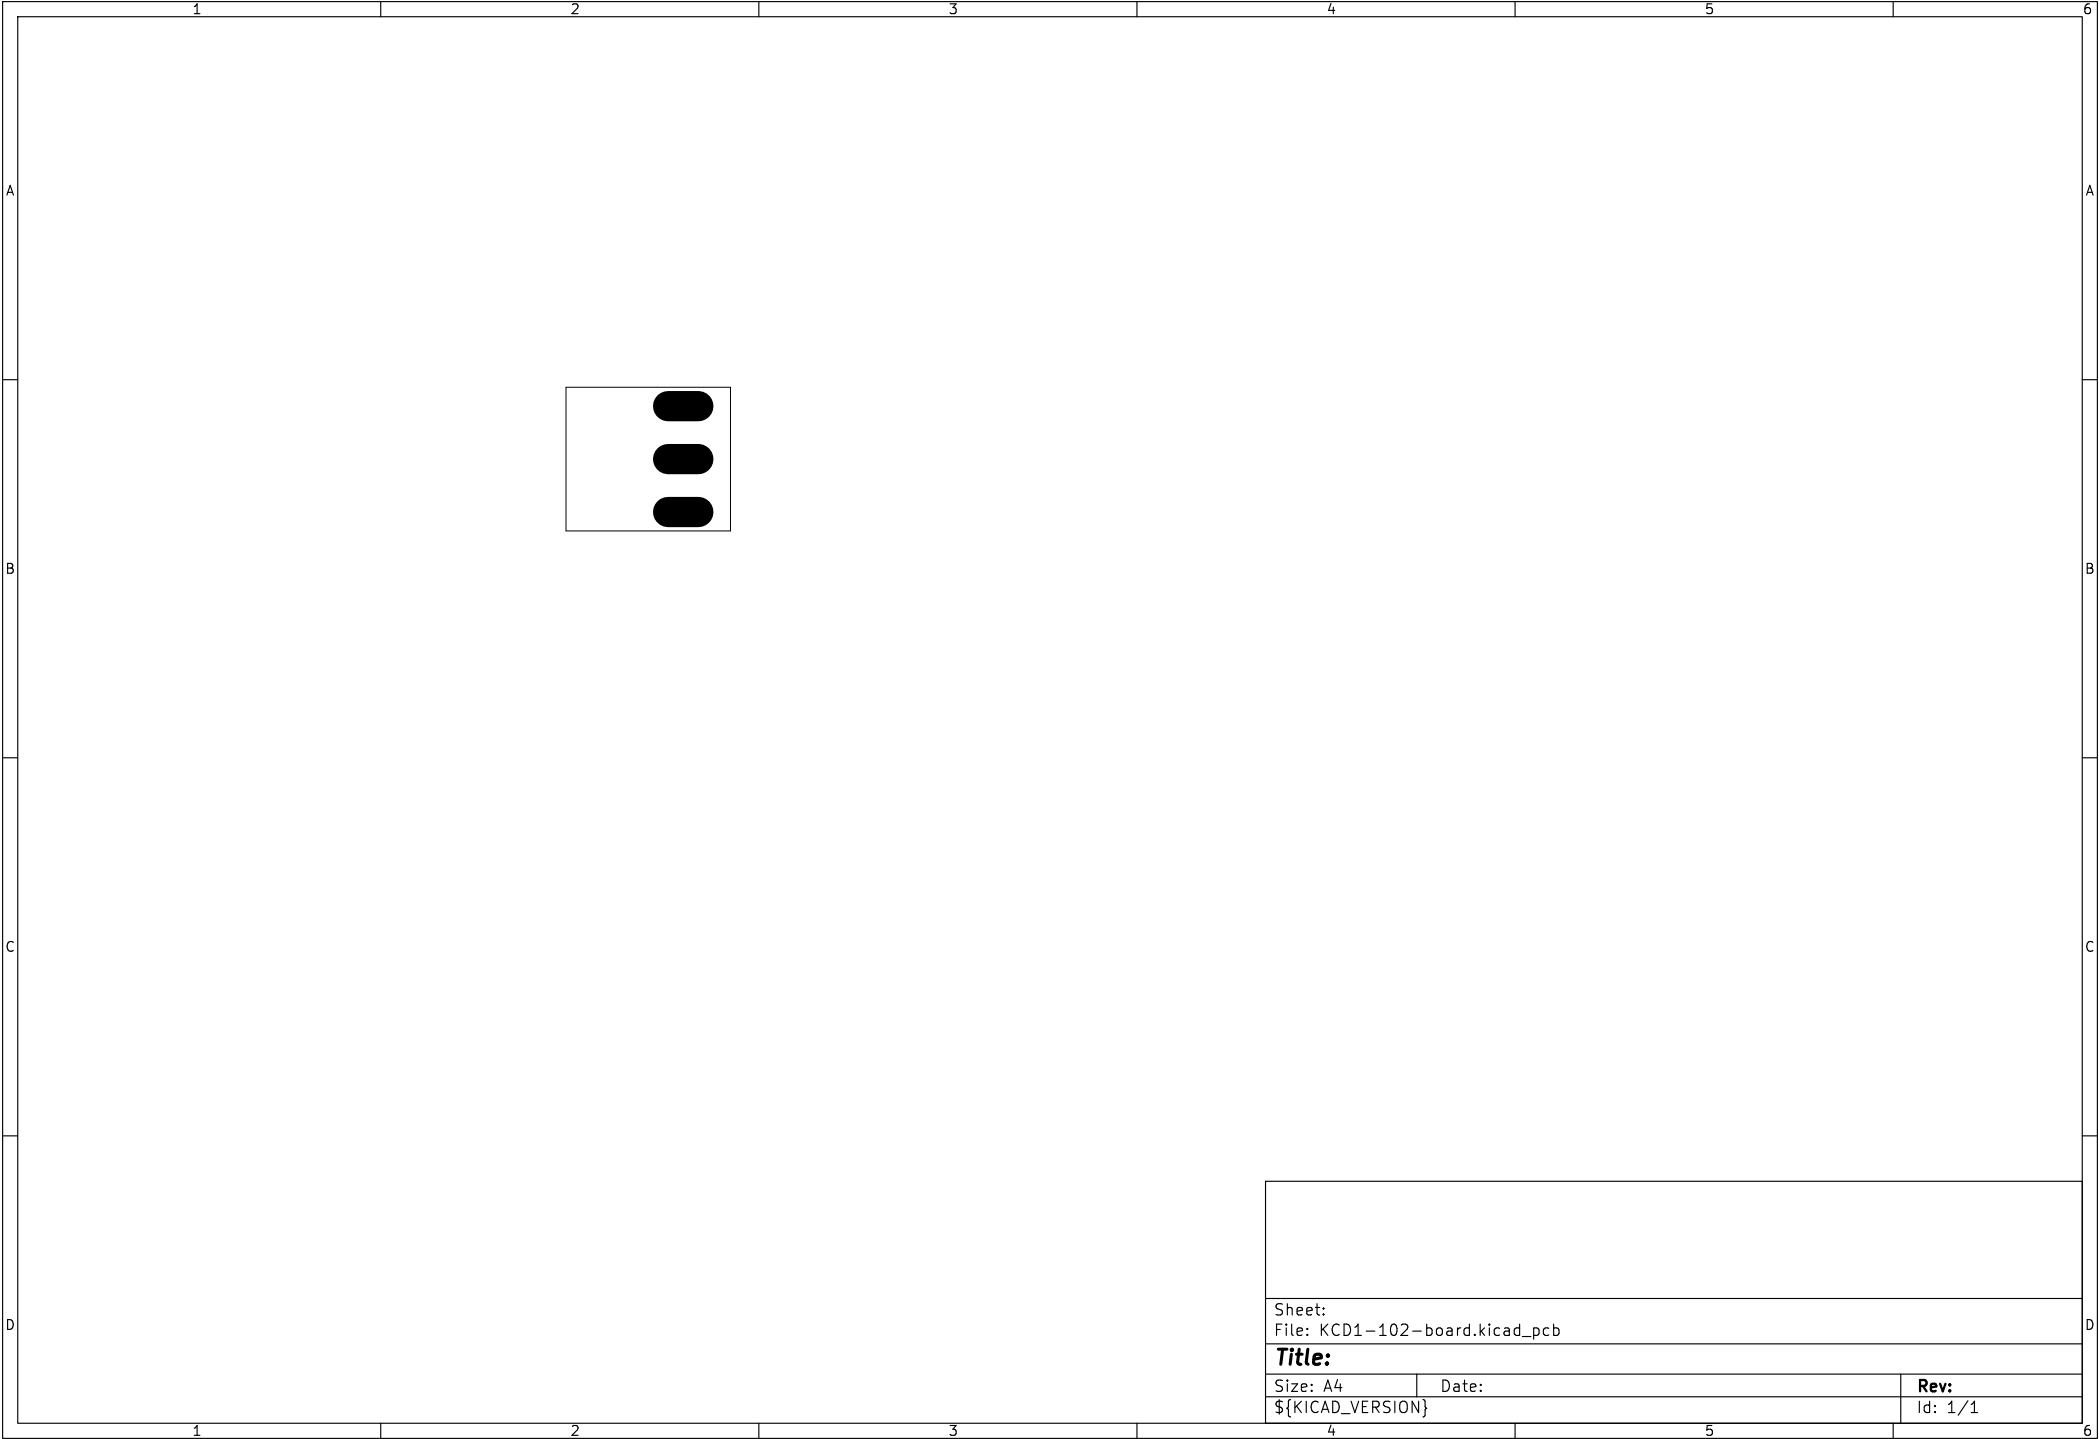 1 2 3 4 5 6
A A
B B
C C
D D
Sheet:
File: KCD1-102-board.kicad_pcb
Title:
Size: A4 Date: Rev:
${KICAD_VERSION} Id: 1/1
1 2 3 4 5 6